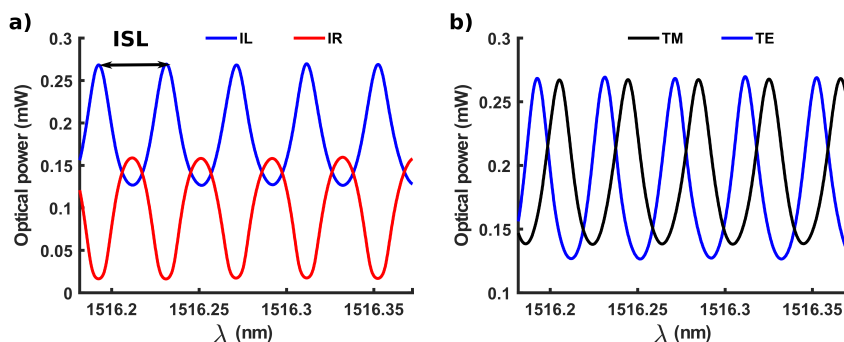 a)
ISL
IL
IR
0.3
0.25
0.2
0.15
0.1
0.05
0
Optical power (mW)
1516.2
1516.25
1516.3
1516.35
λ (nm)
b)
TM
TE
0.3
0.25
0.2
0.15
0.1
Optical power (mW)
1516.2
1516.25
1516.3
1516.35
λ (nm)